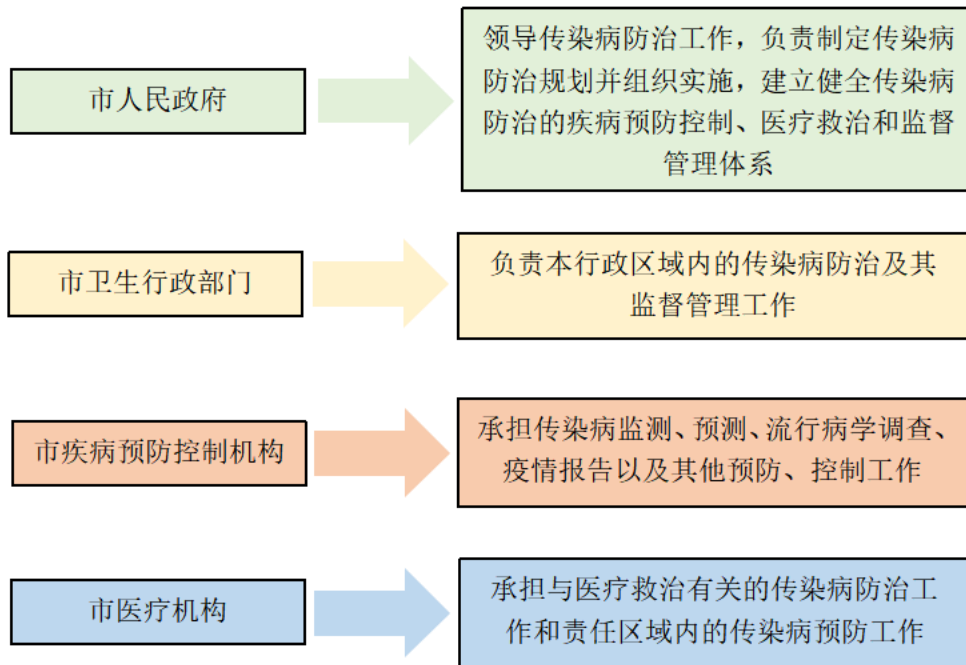 市人民政府
领导传染病防治工作，负责制定传染病
防治规划并组织实施，建立健全传染病
防治的疾病预防控制、医疗救治和监督
管理体系
市卫生行政部门
负责本行政区域内的传染病防治及其
监督管理工作
市疾病预防控制机构
承担传染病监测、预测、流行病学调查、
疫情报告以及其他预防、控制工作
市医疗机构
承担与医疗救治有关的传染病防治工
作和责任区域内的传染病预防工作